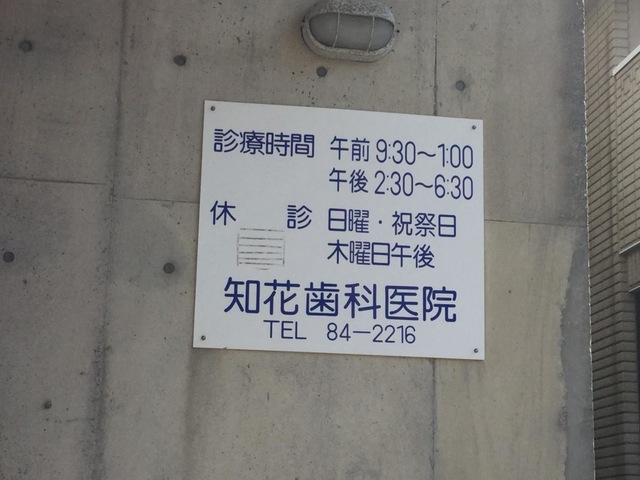 診療時間 午前 9:30～1:00
午後 2:30～6:30
休 診 日曜・祝祭日
木曜日午後
知花歯科医院
TEL 84-2216